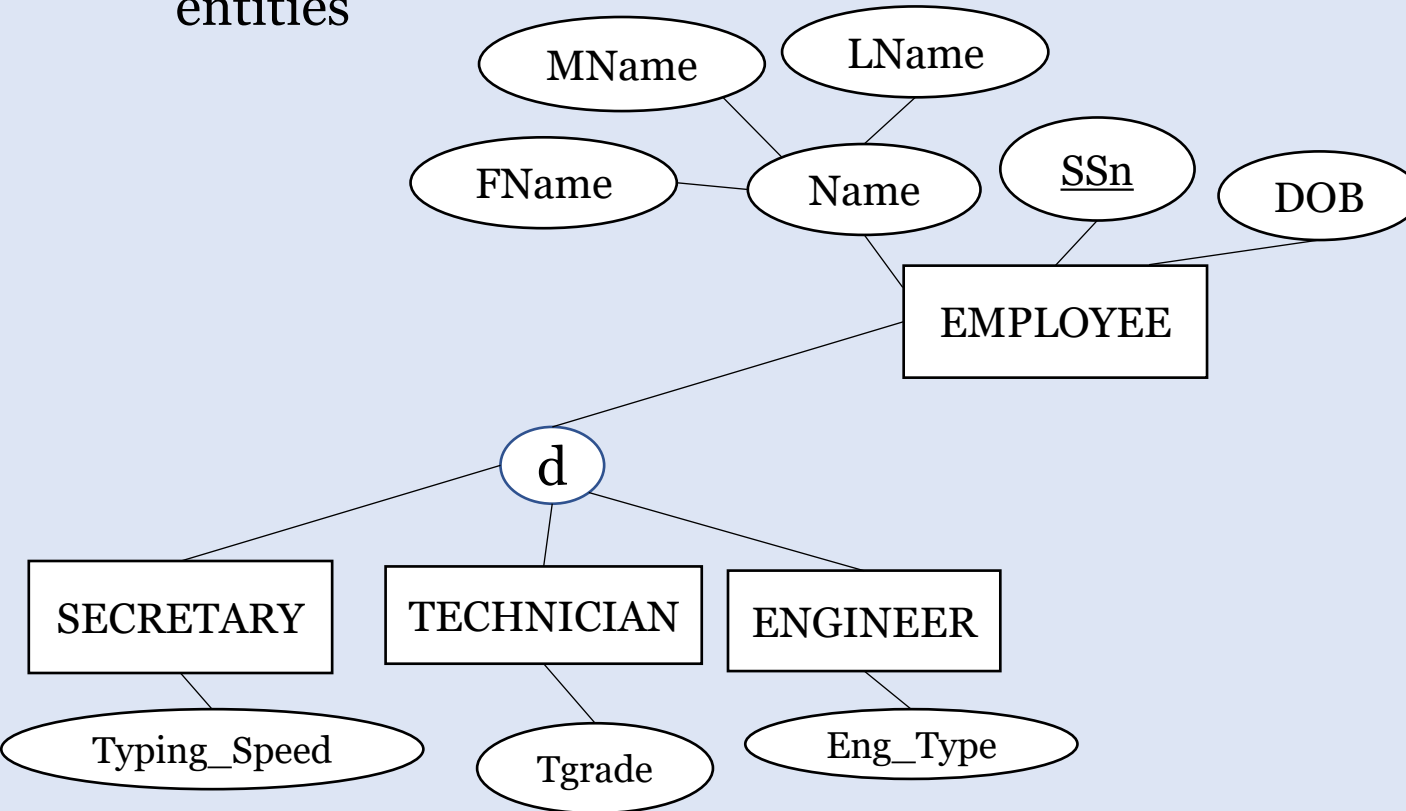 entities
MName
LName
FName
Name
SSn
DOB
EMPLOYEE
d
SECRETARY
TECHNICIAN
ENGINEER
Typing_Speed
Tgrade
Eng_Type